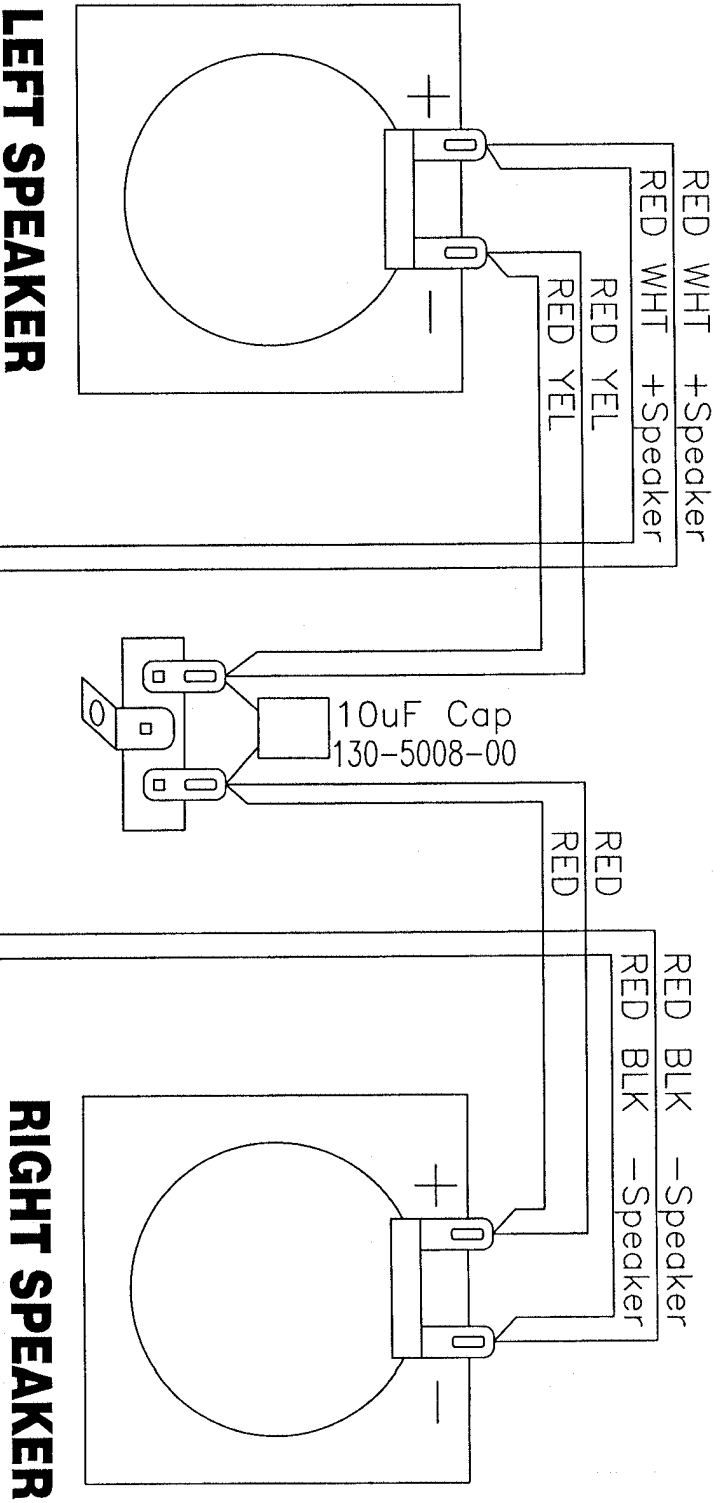 RED WHT +Speaker
RED WHT +Speaker
RED YEL
RED YEL
+
−
LEFT SPEAKER
10uF Cap
130-5008-00
RED
RED
RED BLK −Speaker
RED BLK −Speaker
+
−
RIGHT SPEAKER